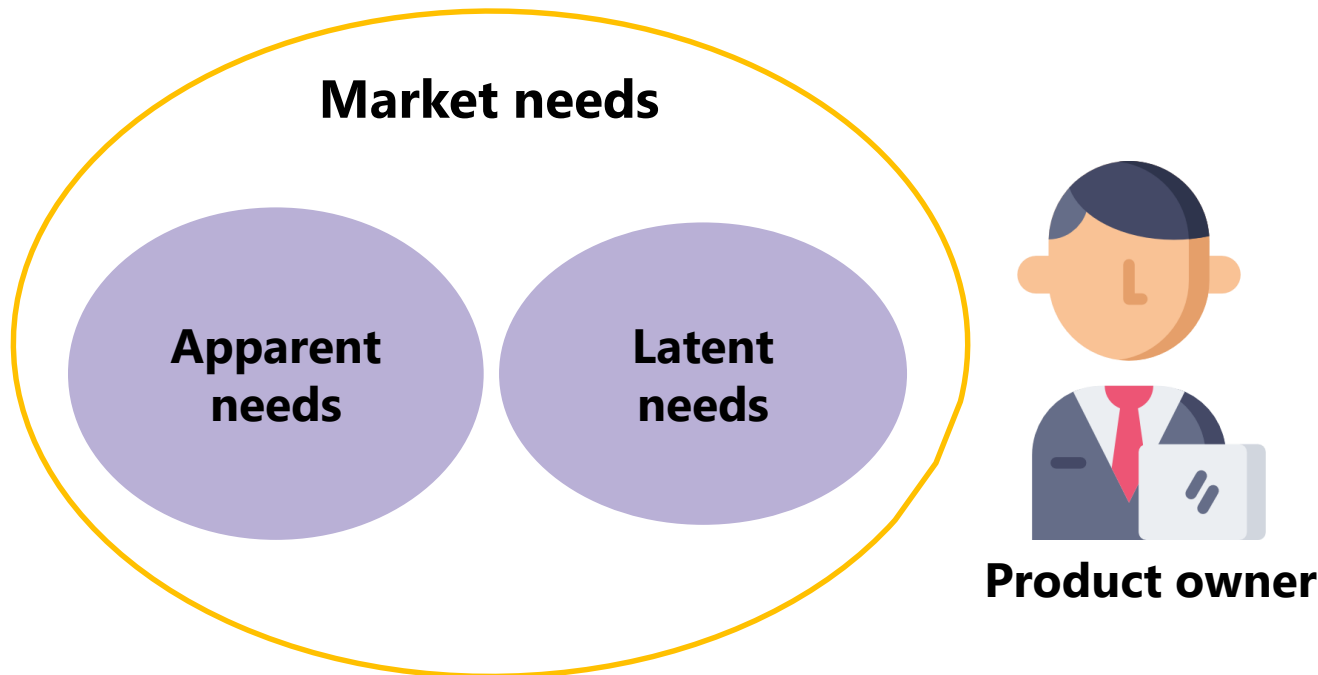 Market needs
Apparent
needs
Latent
needs
Product owner